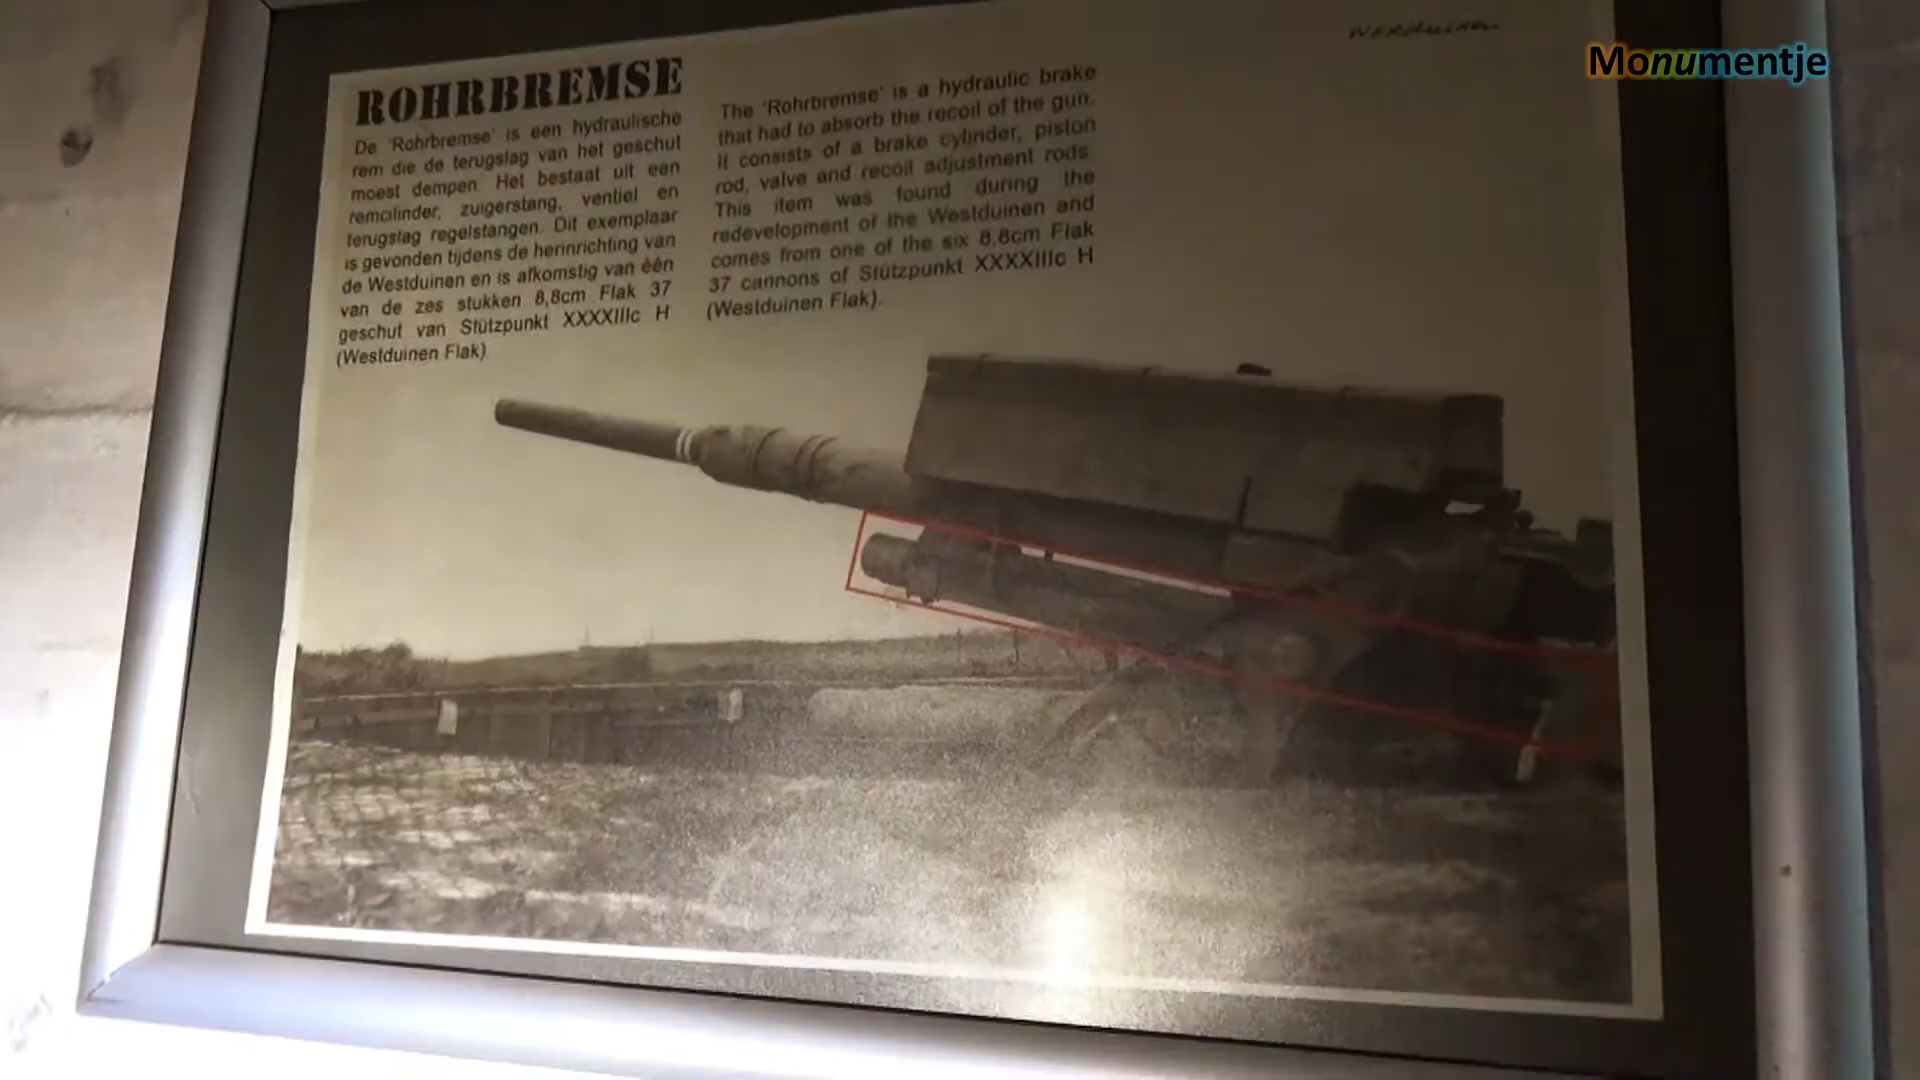 Westduinen
Monumentje
ROHRBREMSE
De 'Rohrbremse' is een hydraulische
rem die de terugslag van het geschut
moest dempen. Het bestaat uit een
remcilinder, zuigerstang, ventiel en
terugslag regelstangen. Dit exemplaar
is gevonden tijdens de herinrichting van
de Westduinen en is afkomstig van één
van de zes stukken 8,8cm Flak 37
geschut van Stützpunkt XXXXIIIc H
(Westduinen Flak).
The 'Rohrbremse' is a hydraulic brake
that had to absorb the recoil of the gun.
It consists of a brake cylinder, piston
rod, valve and recoil adjustment rods.
This item was found during the
redevelopment of the Westduinen and
comes from one of the six 8,8cm Flak
37 cannons of Stützpunkt XXXXIIIc H
(Westduinen Flak).